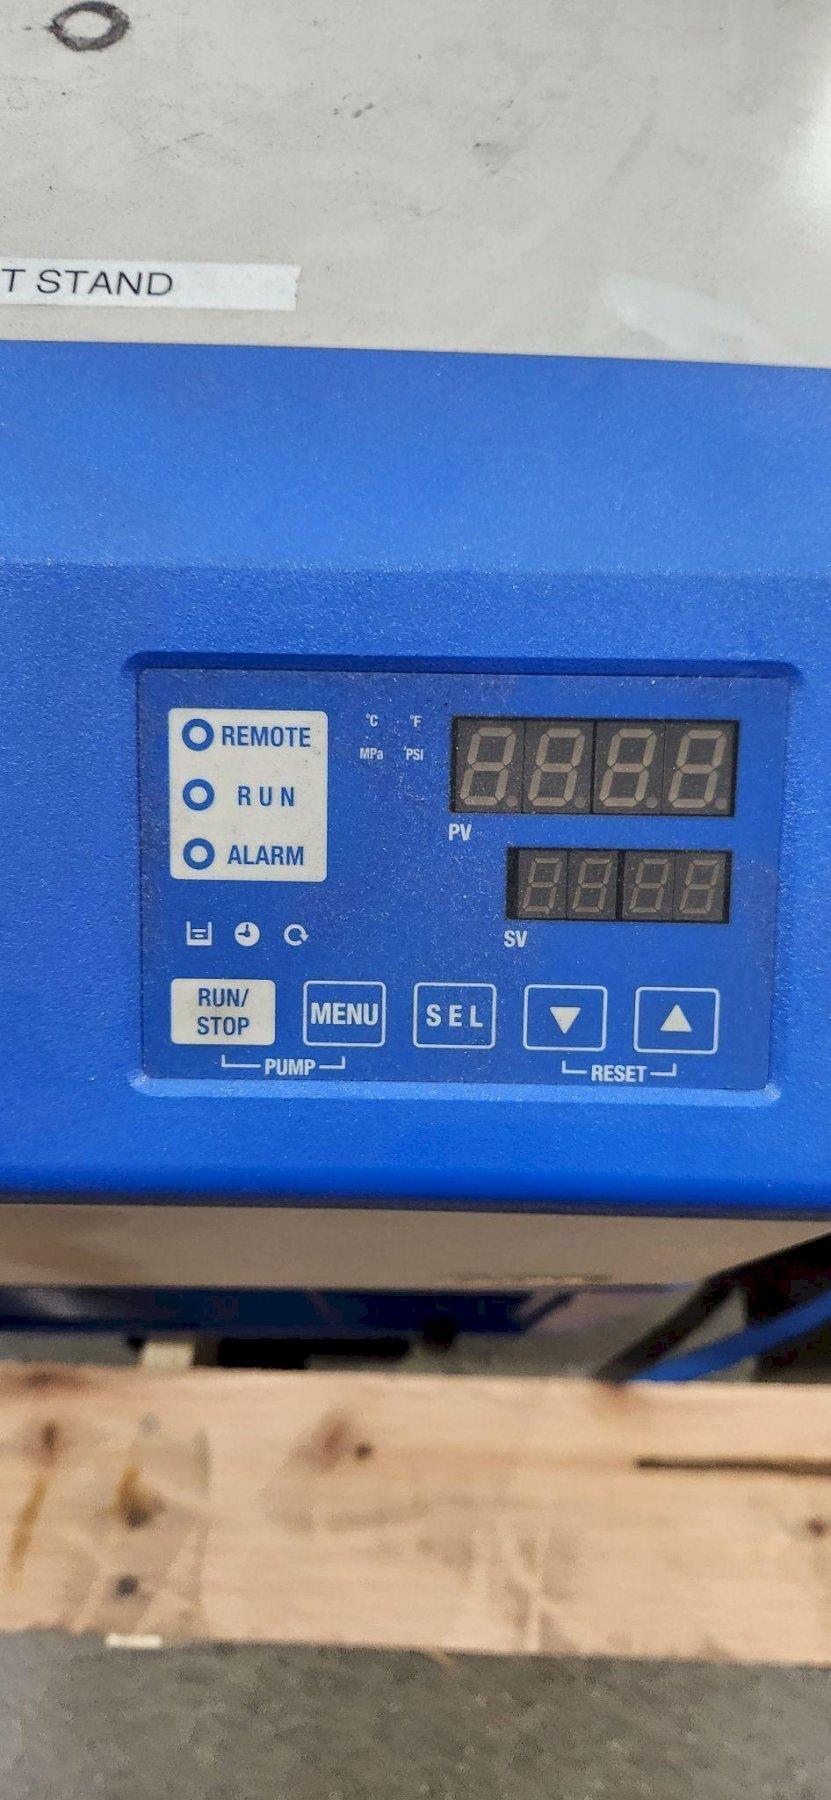 T STAND
REMOTE
RUN
ALARM
°C °F
MPa PSI
PV
SV
RUN/
STOP
MENU
SEL
▼
▲
PUMP
RESET